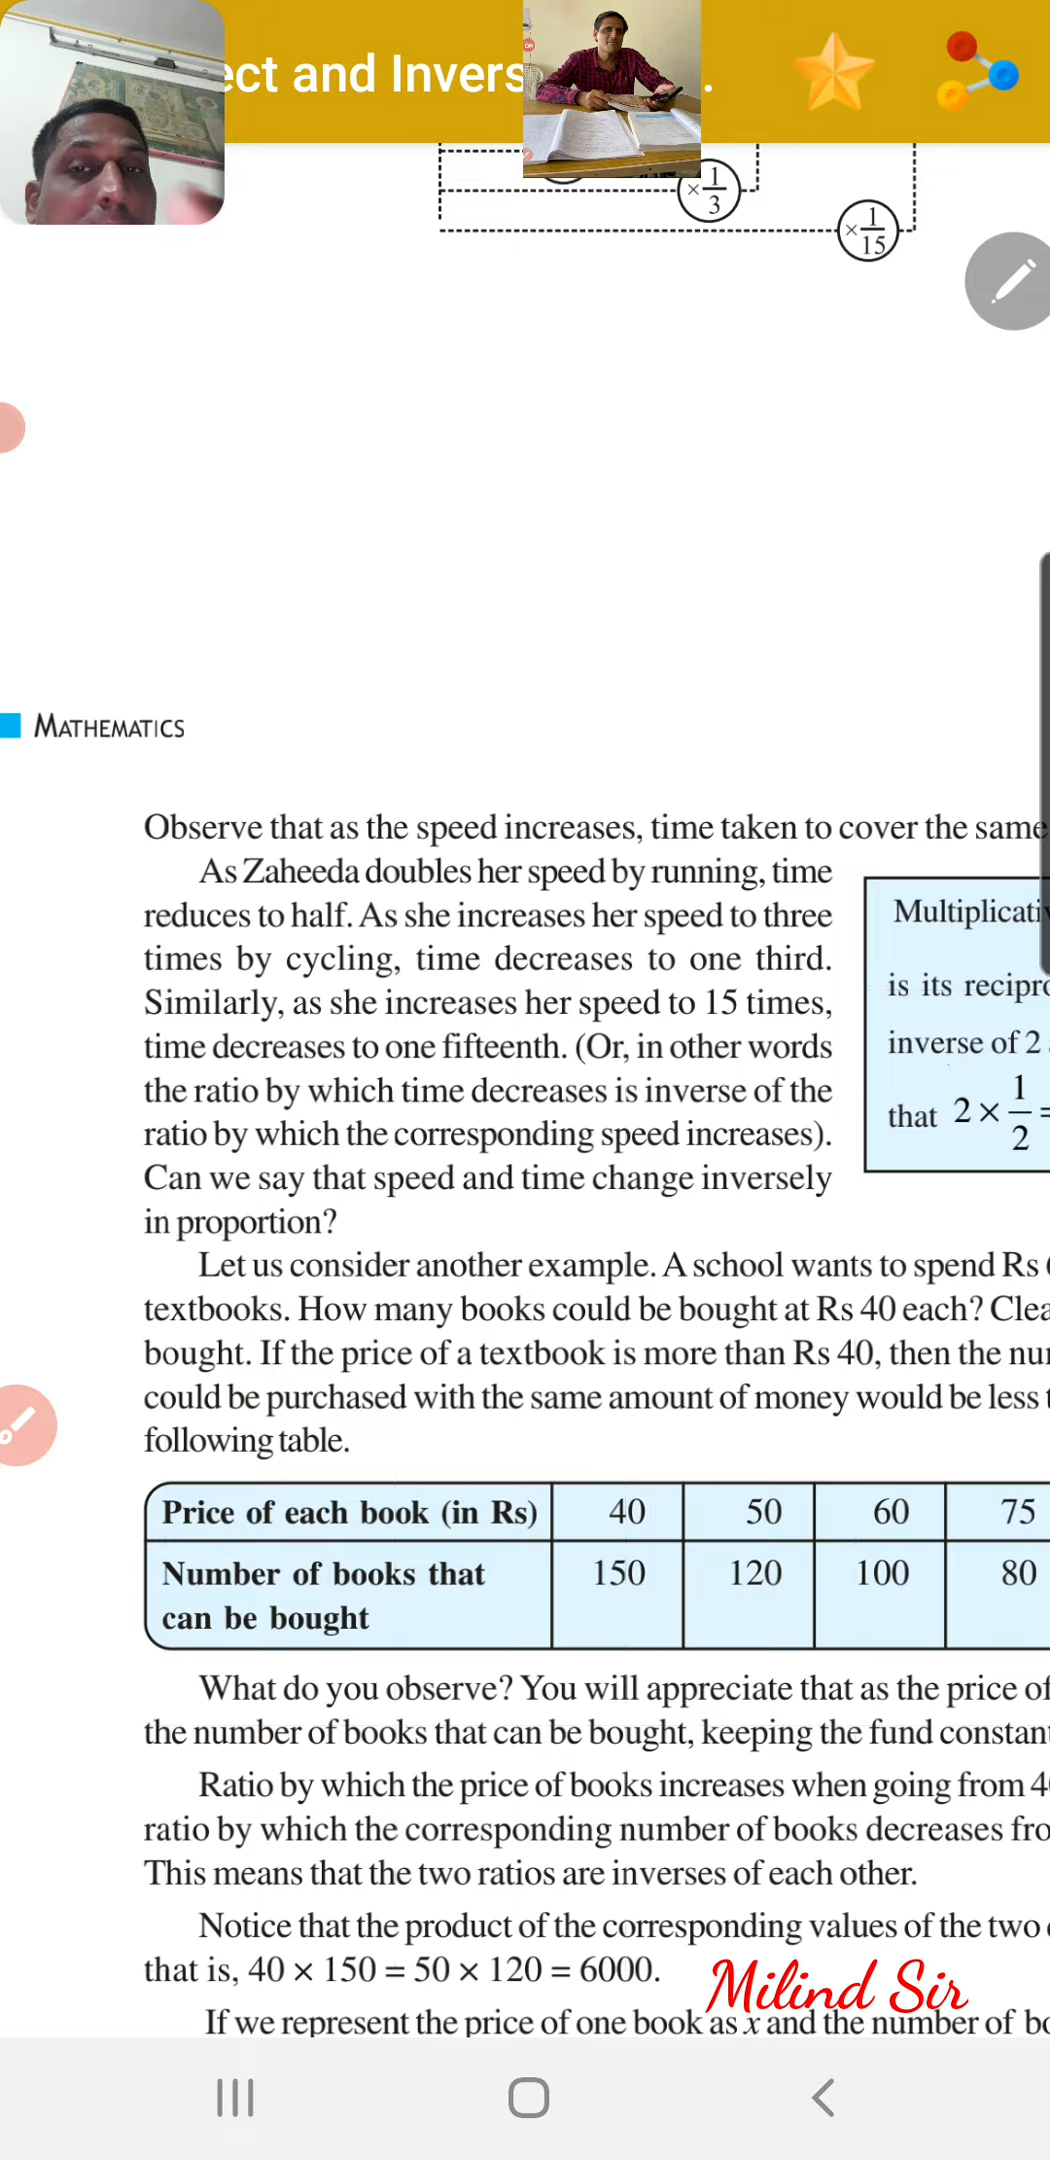 ect and Invers
.
× 1/3
× 1/15
MATHEMATICS
Observe that as the speed increases, time taken to cover the same
As Zaheeda doubles her speed by running, time
reduces to half. As she increases her speed to three
times by cycling, time decreases to one third.
Similarly, as she increases her speed to 15 times,
time decreases to one fifteenth. (Or, in other words
the ratio by which time decreases is inverse of the
ratio by which the corresponding speed increases).
Can we say that speed and time change inversely
in proportion?
Multiplicati
is its recipro
inverse of 2
that 2 × 1/2 =
Let us consider another example. A school wants to spend Rs
textbooks. How many books could be bought at Rs 40 each? Clea
bought. If the price of a textbook is more than Rs 40, then the nu
could be purchased with the same amount of money would be less
following table.
Price of each book (in Rs) 40 50 60 75
Number of books that 150 120 100 80
can be bought
What do you observe? You will appreciate that as the price of
the number of books that can be bought, keeping the fund constan
Ratio by which the price of books increases when going from 4
ratio by which the corresponding number of books decreases fro
This means that the two ratios are inverses of each other.
Notice that the product of the corresponding values of the two
that is, 40 × 150 = 50 × 120 = 6000.
Milind Sir
If we represent the price of one book as x and the number of bo